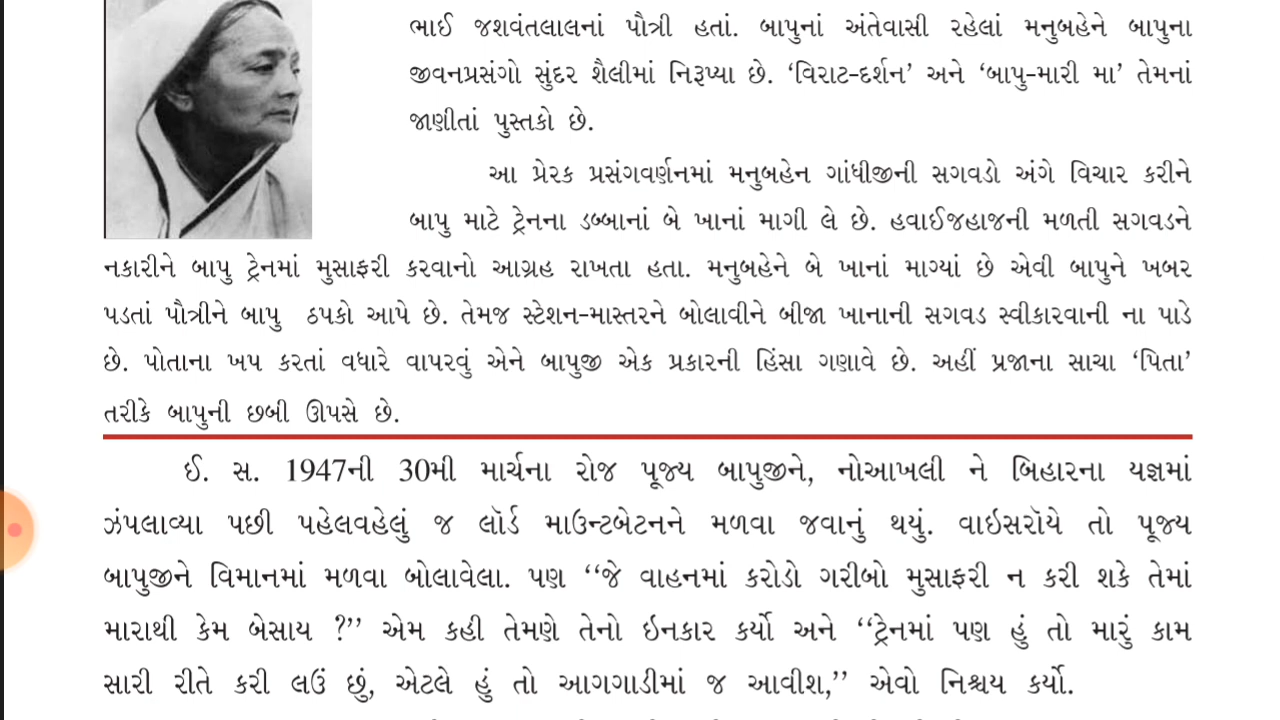 ભાઈ જશવંતલાલનાં પૌત્રી હતાં. બાપુનાં અંતેવાસી રહેલાં મનુબહેને બાપુના
જીવનપ્રસંગો સુંદર શૈલીમાં નિરૂપ્યા છે. ‘વિરાટ-દર્શન’ અને ‘બાપુ-મારી મા’ તેમનાં
જાણીતાં પુસ્તકો છે.
આ પ્રેરક પ્રસંગવર્ણનમાં મનુબહેન ગાંધીજીની સગવડો અંગે વિચાર કરીને
બાપુ માટે ટ્રેનના ડબ્બાનાં બે ખાનાં માગી લે છે. હવાઈજહાજની મળતી સગવડને
નકારીને બાપુ ટ્રેનમાં મુસાફરી કરવાનો આગ્રહ રાખતા હતા. મનુબહેને બે ખાનાં માગ્યાં છે એવી બાપુને ખબર
પડતાં પૌત્રીને બાપુ ઠપકો આપે છે. તેમજ સ્ટેશન-માસ્તરને બોલાવીને બીજા ખાનાની સગવડ સ્વીકારવાની ના પાડે
છે. પોતાના ખપ કરતાં વધારે વાપરવું એને બાપુજી એક પ્રકારની હિંસા ગણાવે છે. અહીં પ્રજાના સાચા ‘પિતા’
તરીકે બાપુની છબી ઊપસે છે.
ઈ. સ. 1947ની 30મી માર્ચના રોજ પૂજ્ય બાપુજીને, નોઆખલી ને બિહારના યજ્ઞમાં
ઝંપલાવ્યા પછી પહેલવહેલું જ લૉર્ડ માઉન્ટબેટનને મળવા જવાનું થયું. વાઇસરૉયે તો પૂજ્ય
બાપુજીને વિમાનમાં મળવા બોલાવેલા. પણ ‘‘જે વાહનમાં કરોડો ગરીબો મુસાફરી ન કરી શકે તેમાં
મારાથી કેમ બેસાય ?’’ એમ કહી તેમણે તેનો ઇનકાર કર્યો અને ‘‘ટ્રેનમાં પણ હું તો મારું કામ
સારી રીતે કરી લઉં છું, એટલે હું તો આગગાડીમાં જ આવીશ,’’ એવો નિશ્ચય કર્યો.